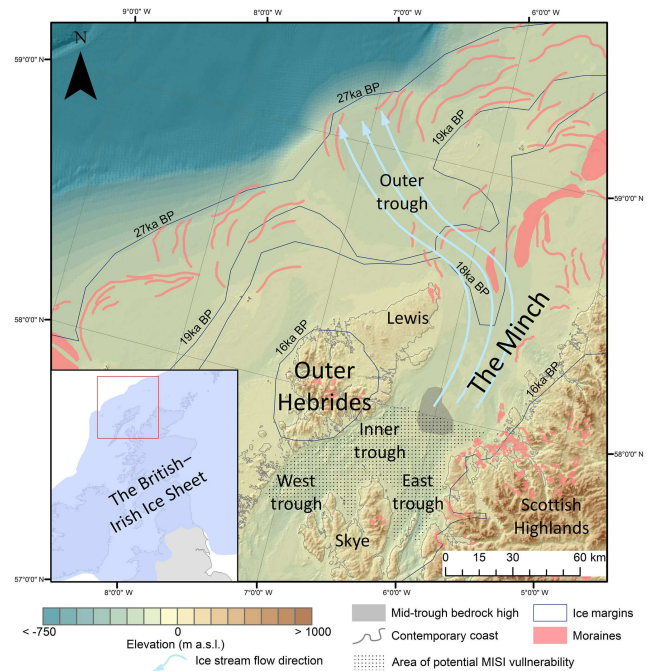 9°0'0" W
8°0'0" W
7°0'0" W
6°0'0" W
N
59°0'0" N
27ka BP
19ka BP
Outer
trough
59°0'0" N
27ka BP
18ka BP
The Minch
58°0'0" N
19ka BP
16ka BP
Lewis
16ka BP
Outer
Hebrides
Inner
trough
58°0'0" N
West
trough
East
trough
The British–
Irish Ice Sheet
Scottish
Highlands
Skye
0 15 30 60 km
57°0'0" N
8°0'0" W
7°0'0" W
6°0'0" W
5°0'0" W
< -750 0 > 1000
Elevation (m a.s.l.)
Ice stream flow direction
Mid-trough bedrock high
Ice margins
Contemporary coast
Moraines
Area of potential MISI vullnerability